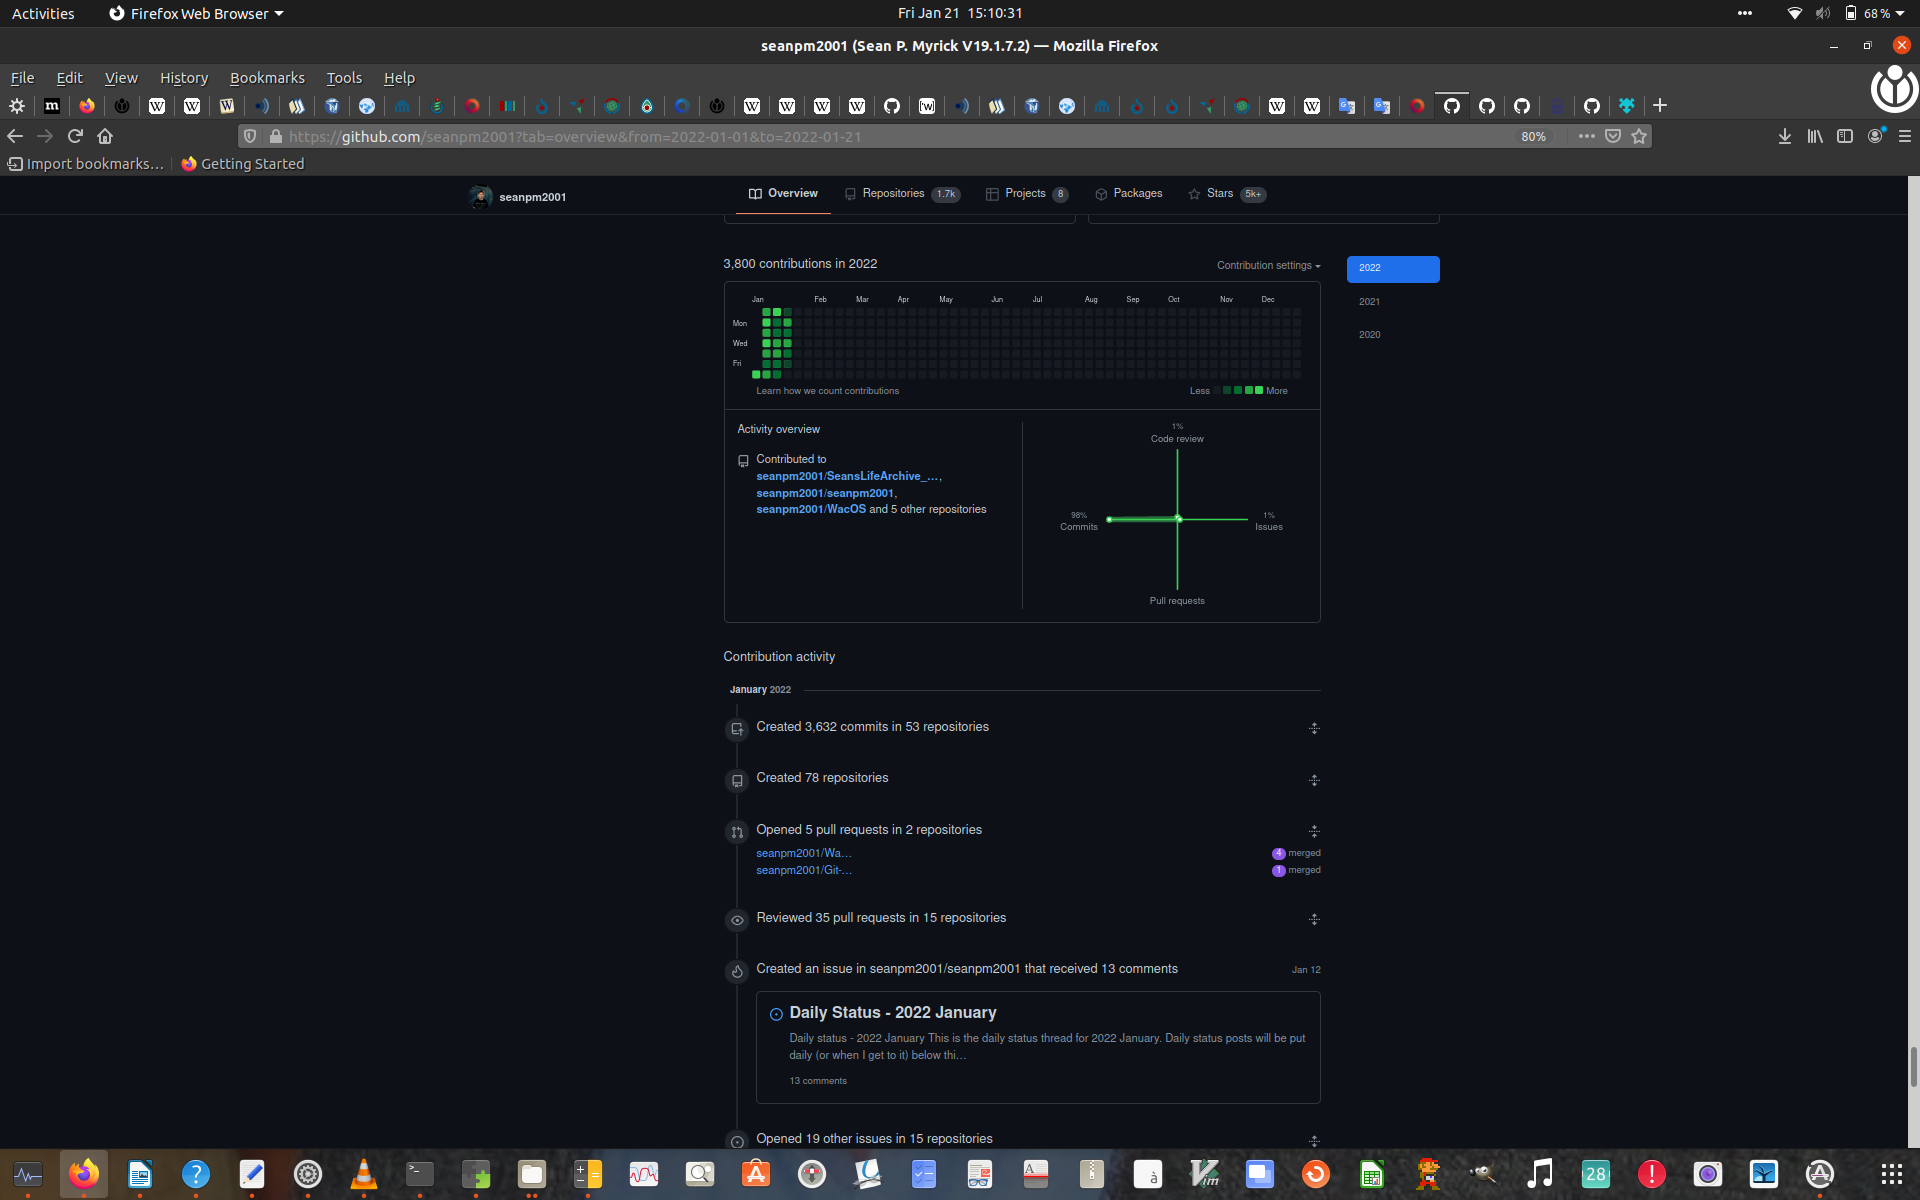 Activities
Firefox Web Browser
Fri Jan 21 15:10:31
68 %
seanpm2001 (Sean P. Myrick V19.1.7.2) — Mozilla Firefox
File Edit View History Bookmarks Tools Help
https://github.com/seanpm2001?tab=overview&from=2022-01-01&to=2022-01-21
80%
Import bookmarks…
Getting Started
seanpm2001
Overview
Repositories 1.7k
Projects 8
Packages
Stars 5k+
3,800 contributions in 2022
Contribution settings
2022
2021
2020
Jan Feb Mar Apr May Jun Jul Aug Sep Oct Nov Dec
Mon
Wed
Fri
Learn how we count contributions
Less
More
Activity overview
Contributed to
seanpm2001/SeansLifeArchive_…,
seanpm2001/seanpm2001,
seanpm2001/WacOS and 5 other repositories
1%
Code review
98%
Commits
1%
Issues
Pull requests
Contribution activity
January 2022
Created 3,632 commits in 53 repositories
Created 78 repositories
Opened 5 pull requests in 2 repositories
seanpm2001/Wa…
4 merged
seanpm2001/Git-…
1 merged
Reviewed 35 pull requests in 15 repositories
Created an issue in seanpm2001/seanpm2001 that received 13 comments
Jan 12
Daily Status - 2022 January
Daily status - 2022 January This is the daily status thread for 2022 January. Daily status posts will be put
daily (or when I get to it) below thi…
13 comments
Opened 19 other issues in 15 repositories
28